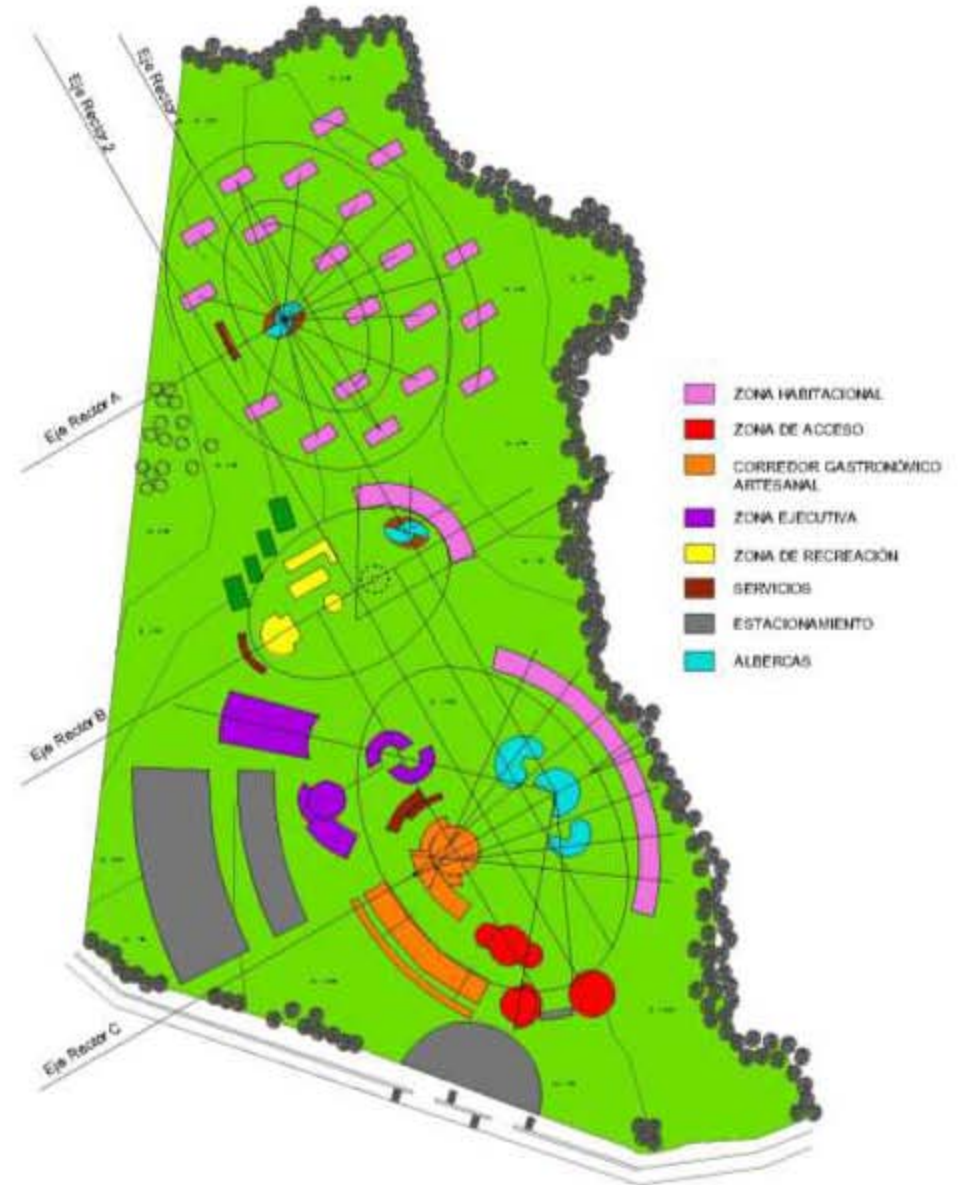 Eje Rector
Eje Rector 2
Eje Rector A
Eje Rector B
Eje Rector C
ZONA HABITACIONAL
ZONA DE ACCESO
CORREDOR GASTRONÓMICO
ARTESANAL
ZONA EJECUTIVA
ZONA DE RECREACIÓN
SERVICIOS
ESTACIONAMIENTO
ALBERCAS